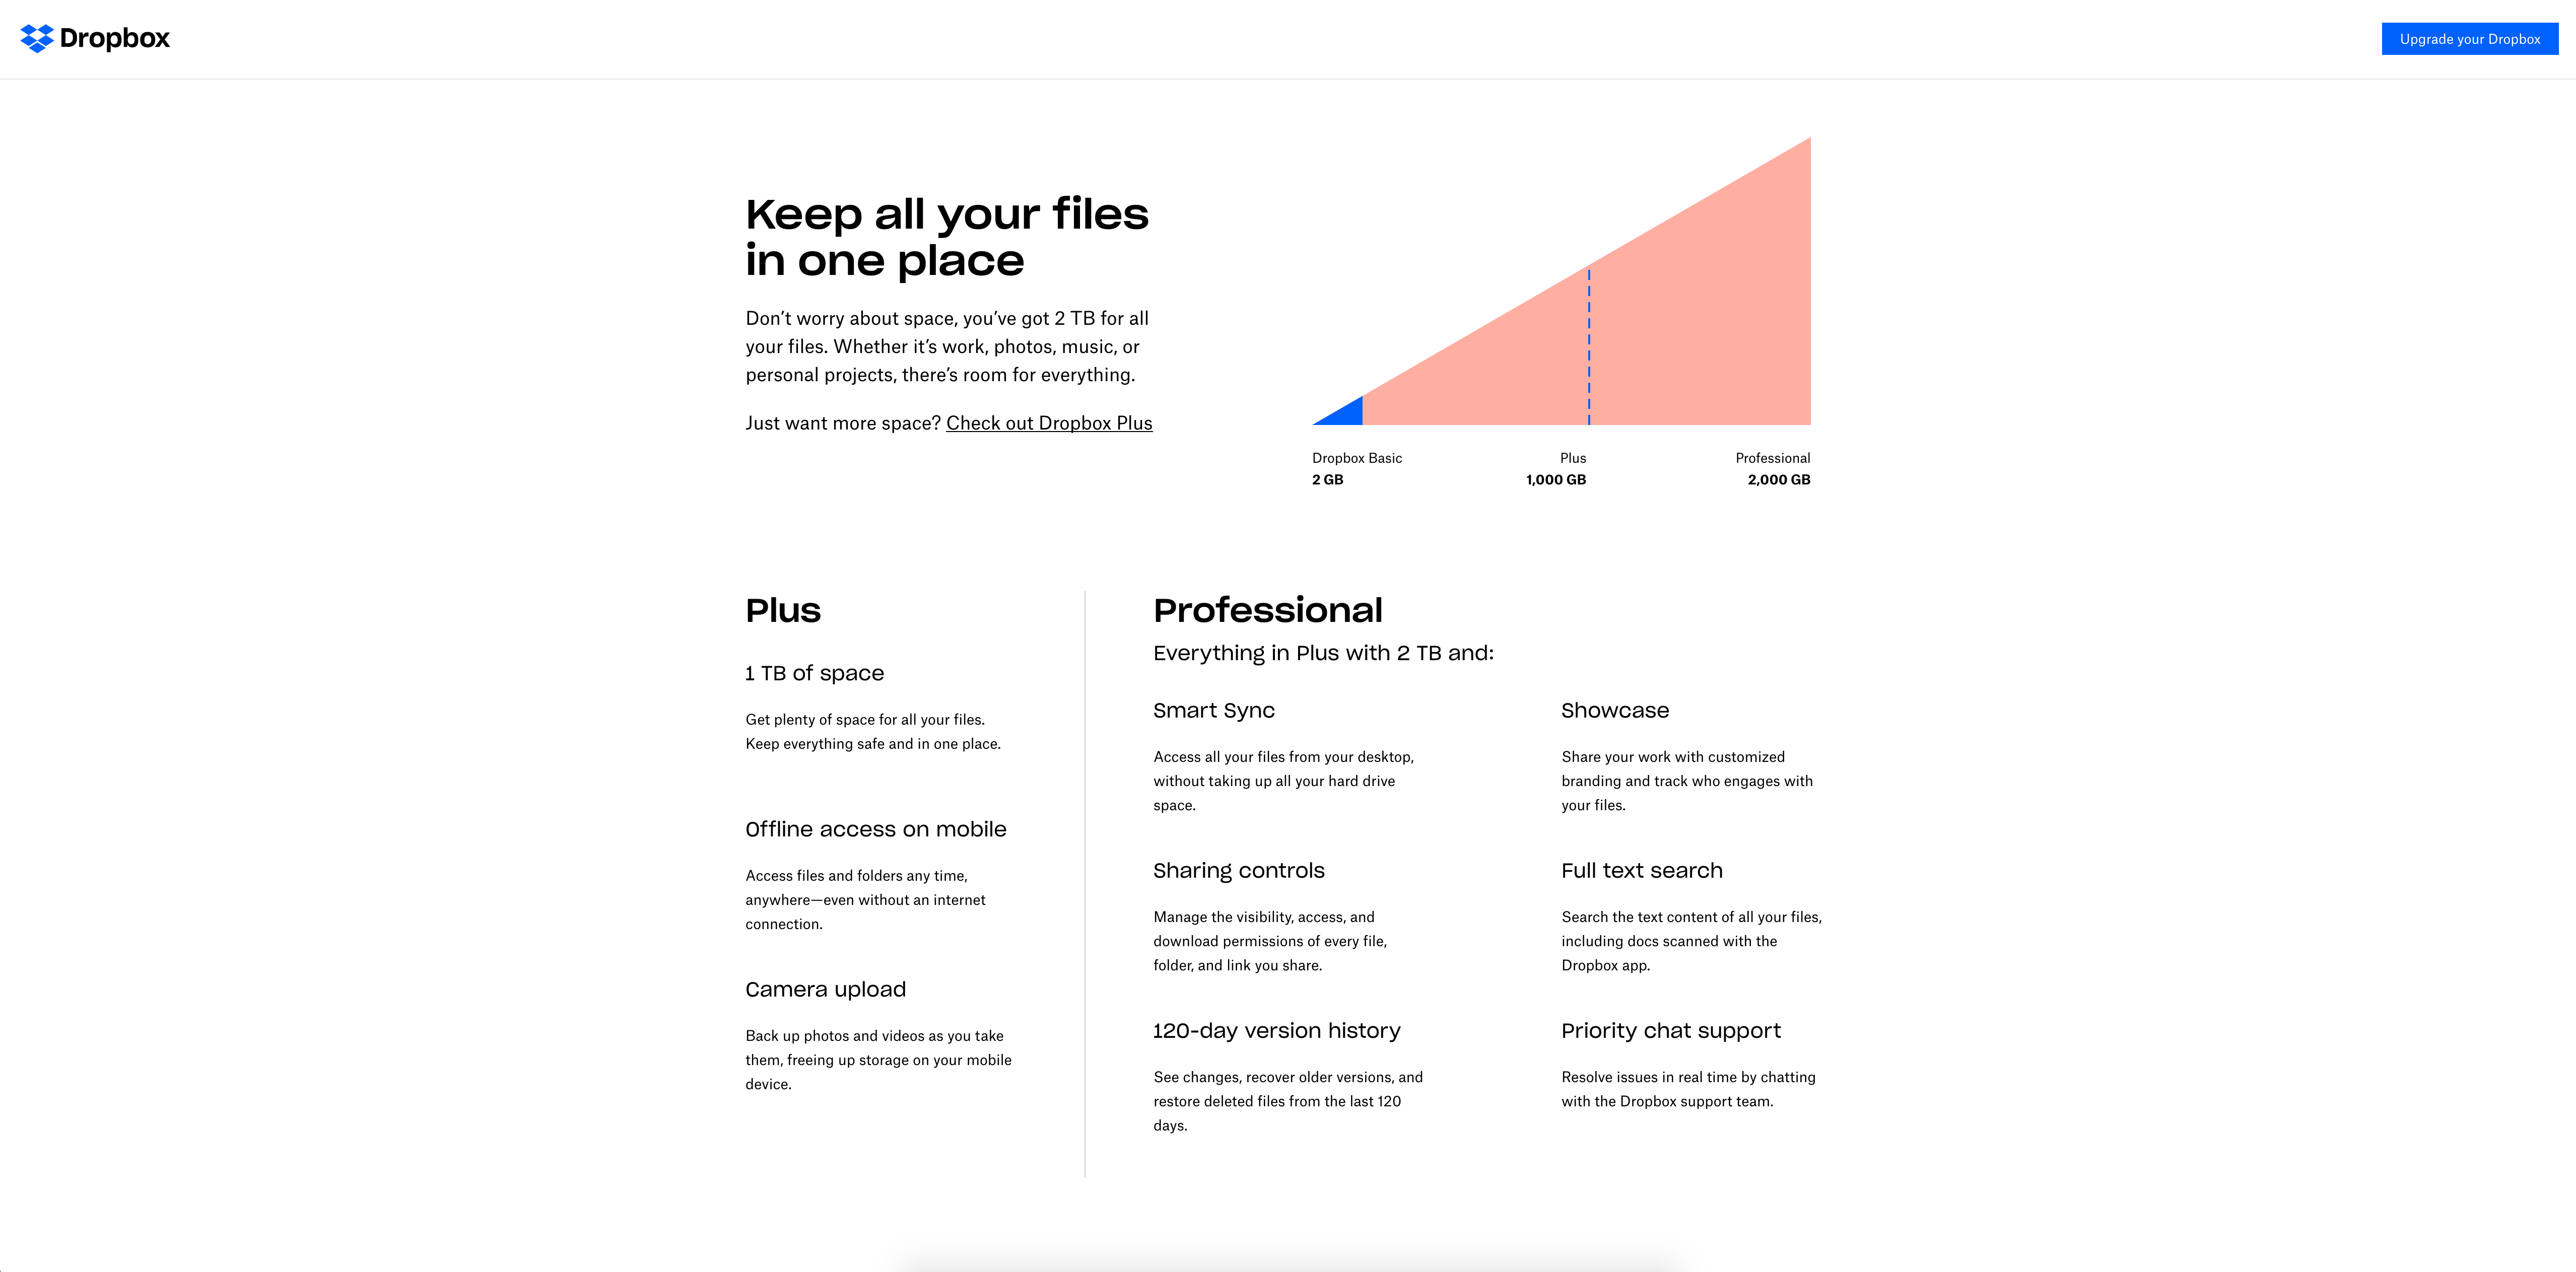 Dropbox
Upgrade your Dropbox
Keep all your files
in one place
Don’t worry about space, you’ve got 2 TB for all
your files. Whether it’s work, photos, music, or
personal projects, there’s room for everything.
Just want more space? Check out Dropbox Plus
Dropbox Basic
2 GB
Plus
1,000 GB
Professional
2,000 GB
Plus
1 TB of space
Get plenty of space for all your files.
Keep everything safe and in one place.
Offline access on mobile
Access files and folders any time,
anywhere—even without an internet
connection.
Camera upload
Back up photos and videos as you take
them, freeing up storage on your mobile
device.
Professional
Everything in Plus with 2 TB and:
Smart Sync
Access all your files from your desktop,
without taking up all your hard drive
space.
Showcase
Share your work with customized
branding and track who engages with
your files.
Sharing controls
Manage the visibility, access, and
download permissions of every file,
folder, and link you share.
Full text search
Search the text content of all your files,
including docs scanned with the
Dropbox app.
120-day version history
See changes, recover older versions, and
restore deleted files from the last 120
days.
Priority chat support
Resolve issues in real time by chatting
with the Dropbox support team.